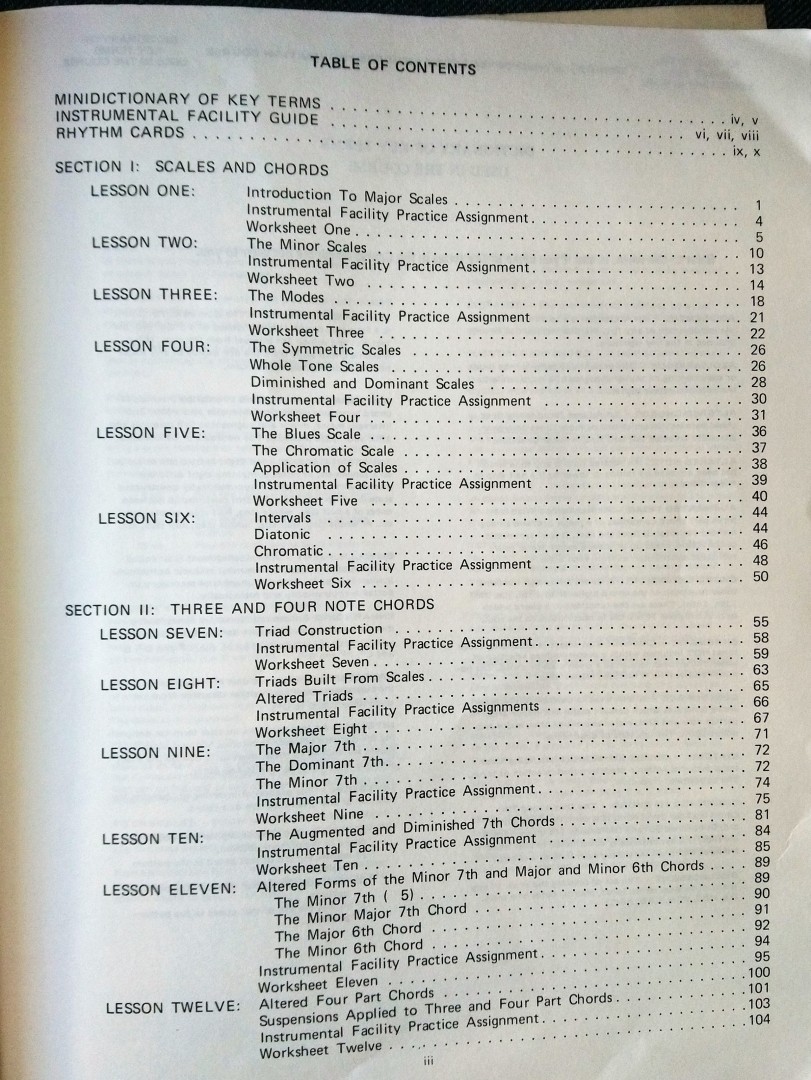 TABLE OF CONTENTS
MINIDICTIONARY OF KEY TERMS . . . . . . . . . . iv, v
INSTRUMENTAL FACILITY GUIDE . . . . . . . . . . vi, vii, viii
RHYTHM CARDS . . . . . . . . . . ix, x
SECTION I: SCALES AND CHORDS
LESSON ONE: Introduction To Major Scales . . . . . . . . . . 1
Instrumental Facility Practice Assignment . . . . . . . . . . 4
Worksheet One . . . . . . . . . . 5
LESSON TWO: The Minor Scales . . . . . . . . . . 10
Instrumental Facility Practice Assignment . . . . . . . . . . 13
Worksheet Two . . . . . . . . . . 14
LESSON THREE: The Modes . . . . . . . . . . 18
Instrumental Facility Practice Assignment . . . . . . . . . . 21
Worksheet Three . . . . . . . . . . 22
LESSON FOUR: The Symmetric Scales . . . . . . . . . . 26
Whole Tone Scales . . . . . . . . . . 26
Diminished and Dominant Scales . . . . . . . . . . 28
Instrumental Facility Practice Assignment . . . . . . . . . . 30
Worksheet Four . . . . . . . . . . 31
LESSON FIVE: The Blues Scale . . . . . . . . . . 36
The Chromatic Scale . . . . . . . . . . 37
Application of Scales . . . . . . . . . . 38
Instrumental Facility Practice Assignment . . . . . . . . . . 39
Worksheet Five . . . . . . . . . . 40
LESSON SIX: Intervals . . . . . . . . . . 44
Diatonic . . . . . . . . . . 44
Chromatic . . . . . . . . . . 46
Instrumental Facility Practice Assignment . . . . . . . . . . 48
Worksheet Six . . . . . . . . . . 50
SECTION II: THREE AND FOUR NOTE CHORDS
LESSON SEVEN: Triad Construction . . . . . . . . . . 55
Instrumental Facility Practice Assignment . . . . . . . . . . 58
Worksheet Seven . . . . . . . . . . 59
LESSON EIGHT: Triads Built From Scales . . . . . . . . . . 63
Altered Triads . . . . . . . . . . 65
Instrumental Facility Practice Assignments . . . . . . . . . . 66
Worksheet Eight . . . . . . . . . . 67
LESSON NINE: The Major 7th . . . . . . . . . . 71
The Dominant 7th . . . . . . . . . . 72
The Minor 7th . . . . . . . . . . 72
Instrumental Facility Practice Assignment . . . . . . . . . . 74
Worksheet Nine . . . . . . . . . . 75
LESSON TEN: The Augmented and Diminished 7th Chords . . . . . . . . . . 81
Instrumental Facility Practice Assignment . . . . . . . . . . 84
Worksheet Ten . . . . . . . . . . 85
LESSON ELEVEN: Altered Forms of the Minor 7th and Major and Minor 6th Chords . . . . 89
The Minor 7th ( 5) . . . . . . . . . . 89
The Minor Major 7th Chord . . . . . . . . . . 90
The Major 6th Chord . . . . . . . . . . 91
The Minor 6th Chord . . . . . . . . . . 92
Instrumental Facility Practice Assignment . . . . . . . . . . 94
Worksheet Eleven . . . . . . . . . . 95
LESSON TWELVE: Altered Four Part Chords . . . . . . . . . . 100
Suspensions Applied to Three and Four Part Chords . . . . . . . . . . 101
Instrumental Facility Practice Assignment . . . . . . . . . . 103
Worksheet Twelve . . . . . . . . . . 104
iii